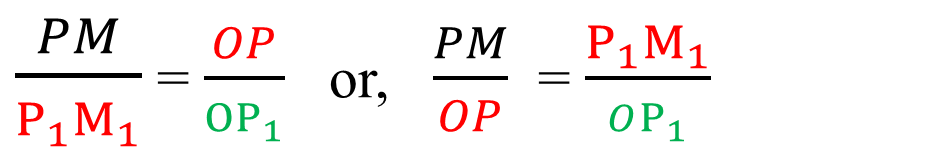 PM/P₁M₁ = OP/OP₁ or, PM/OP = P₁M₁/OP₁